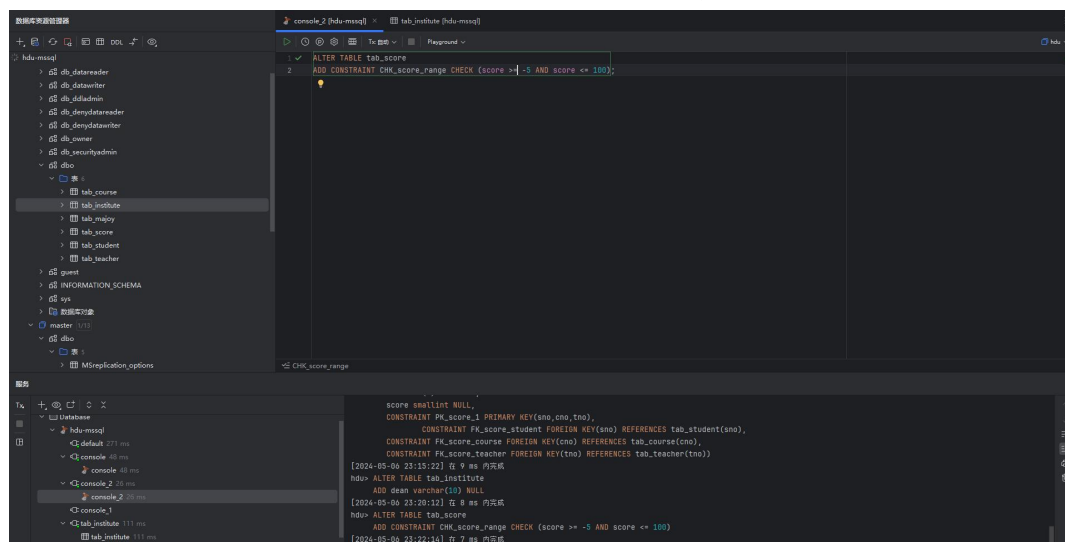 数据库资源管理器
console_2 [hdu-mssql]
tab_institute [hdu-mssql]
DDL
Tx: 自动
Playground
hdu
hdu-mssql
db_datareader
db_datawriter
db_ddladmin
db_denydatareader
db_denydatawriter
db_owner
db_securityadmin
dbo
表 6
tab_course
tab_institute
tab_majoy
tab_score
tab_student
tab_teacher
guest
INFORMATION_SCHEMA
sys
数据库对象
master 1/13
dbo
表 5
MSreplication_options
1 ALTER TABLE tab_score
2 ADD CONSTRAINT CHK_score_range CHECK (score >= -5 AND score <= 100);
CHK_score_range
服务
Tx
Database
hdu-mssql
default 271 ms
console 48 ms
console 48 ms
console_2 28 ms
console_2 28 ms
console_1
tab_institute 111 ms
tab_institute 111 ms
score smallint NULL,
CONSTRAINT PK_score_1 PRIMARY KEY(sno,cno,tno),
CONSTRAINT FK_score_student FOREIGN KEY(sno) REFERENCES tab_student(sno),
CONSTRAINT FK_score_course FOREIGN KEY(cno) REFERENCES tab_course(cno),
CONSTRAINT FK_score_teacher FOREIGN KEY(tno) REFERENCES tab_teacher(tno))
[2024-05-06 23:15:22] 在 9 ms 内完成
hdu> ALTER TABLE tab_institute
ADD dean varchar(10) NULL
[2024-05-06 23:20:12] 在 8 ms 内完成
hdu> ALTER TABLE tab_score
ADD CONSTRAINT CHK_score_range CHECK (score >= -5 AND score <= 100)
[2024-05-06 23:22:14] 在 7 ms 内完成